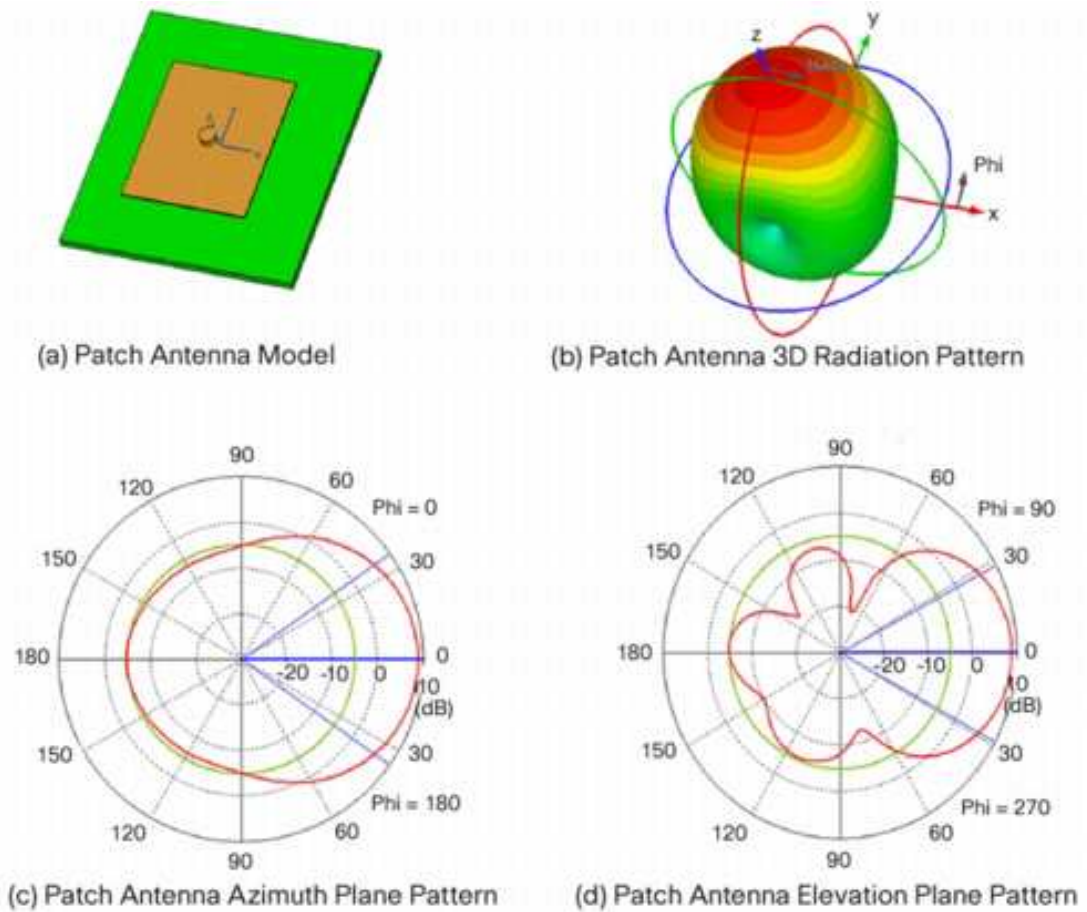 z
y
Phi
x
(a) Patch Antenna Model
(b) Patch Antenna 3D Radiation Pattern
90
120
60
Phi = 0
150
30
180
-20 -10 0 10
0
(dB)
150
30
Phi = 180
120
60
90
90
120
60
Phi = 90
150
30
180
-20 -10 0 10
0
(dB)
150
30
Phi = 270
120
60
90
(c) Patch Antenna Azimuth Plane Pattern
(d) Patch Antenna Elevation Plane Pattern